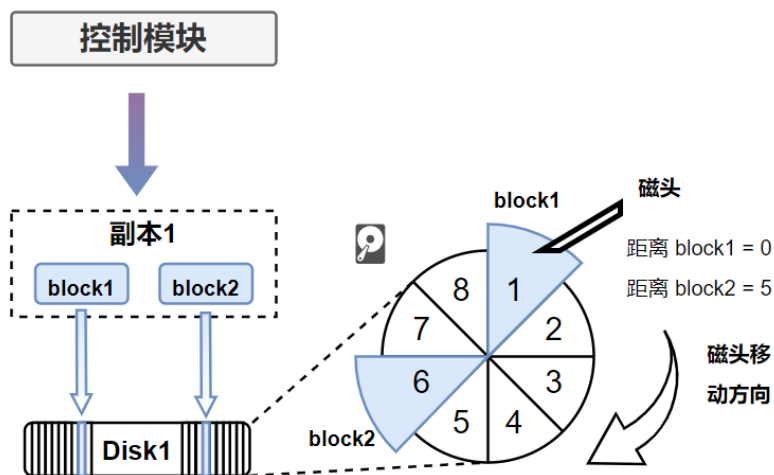 控制模块
副本1
block1
block2
Disk1
block1
磁头
距离 block1 = 0
距离 block2 = 5
8
1
7
2
6
3
5
4
block2
磁头移
动方向